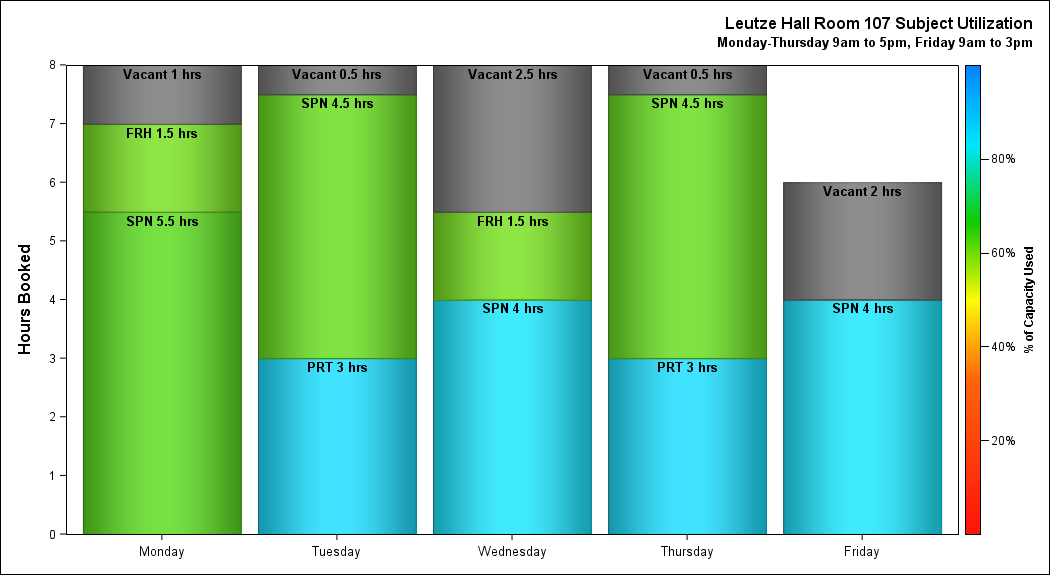 Leutze Hall Room 107 Subject Utilization
Monday-Thursday 9am to 5pm, Friday 9am to 3pm
Hours Booked
8
7
6
5
4
3
2
1
0
Vacant 1 hrs
FRH 1.5 hrs
SPN 5.5 hrs
Vacant 0.5 hrs
SPN 4.5 hrs
PRT 3 hrs
Vacant 2.5 hrs
FRH 1.5 hrs
SPN 4 hrs
Vacant 0.5 hrs
SPN 4.5 hrs
PRT 3 hrs
Vacant 2 hrs
SPN 4 hrs
Monday
Tuesday
Wednesday
Thursday
Friday
80%
60%
40%
20%
% of Capacity Used